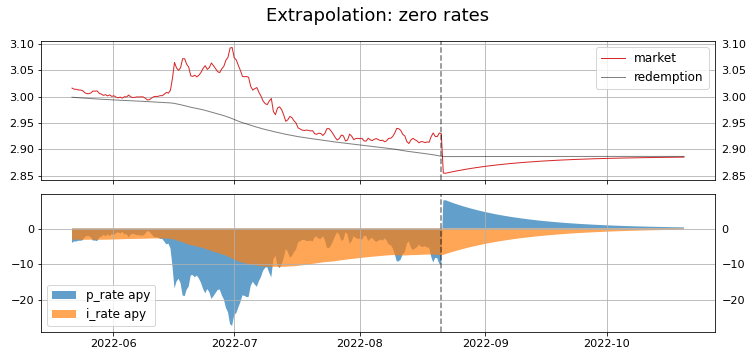 Extrapolation: zero rates
3.10 3.10
3.05 3.05
3.00 3.00
2.95 2.95
2.90 2.90
2.85 2.85
market
redemption
0 0
−10 −10
−20 −20
p_rate apy
i_rate apy
2022-06 2022-07 2022-08 2022-09 2022-10